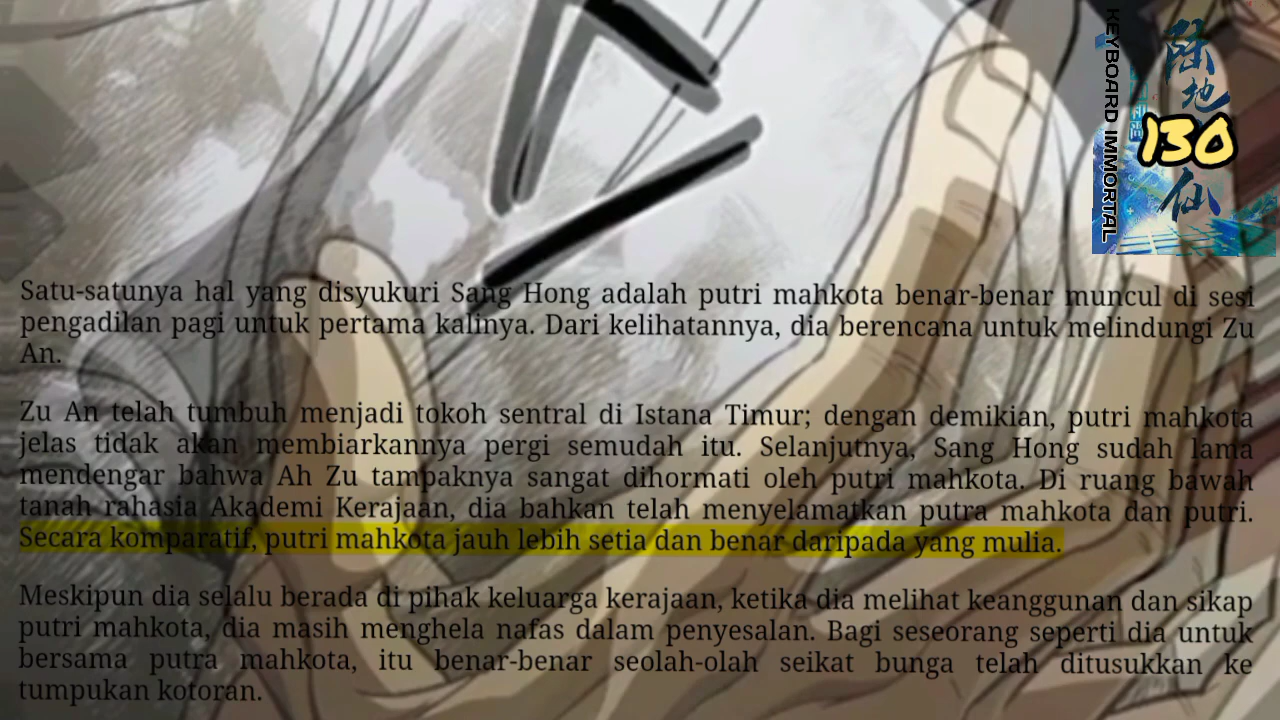 KEYBOARD IMMORTAL
陆地
130
仙
Satu-satunya hal yang disyukuri Sang Hong adalah putri mahkota benar-benar muncul di sesi
pengadilan pagi untuk pertama kalinya. Dari kelihatannya, dia berencana untuk melindungi Zu
An.
Zu An telah tumbuh menjadi tokoh sentral di Istana Timur; dengan demikian, putri mahkota
jelas tidak akan membiarkannya pergi semudah itu. Selanjutnya, Sang Hong sudah lama
mendengar bahwa Ah Zu tampaknya sangat dihormati oleh putri mahkota. Di ruang bawah
tanah rahasia Akademi Kerajaan, dia bahkan telah menyelamatkan putra mahkota dan putri.
Secara komparatif, putri mahkota jauh lebih setia dan benar daripada yang mulia.
Meskipun dia selalu berada di pihak keluarga kerajaan, ketika dia melihat keanggunan dan sikap
putri mahkota, dia masih menghela nafas dalam penyesalan. Bagi seseorang seperti dia untuk
bersama putra mahkota, itu benar-benar seolah-olah seikat bunga telah ditusukkan ke
tumpukan kotoran.